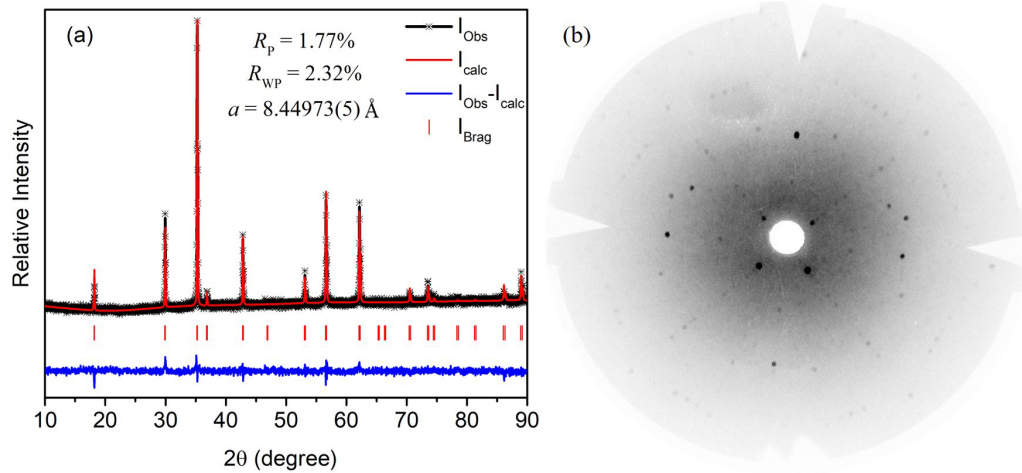 (a)
R_P = 1.77%
R_WP = 2.32%
a = 8.44973(5) Å
I_Obs
I_calc
I_Obs-I_calc
I_Brag
Relative Intensity
10 20 30 40 50 60 70 80 90
2θ (degree)
(b)